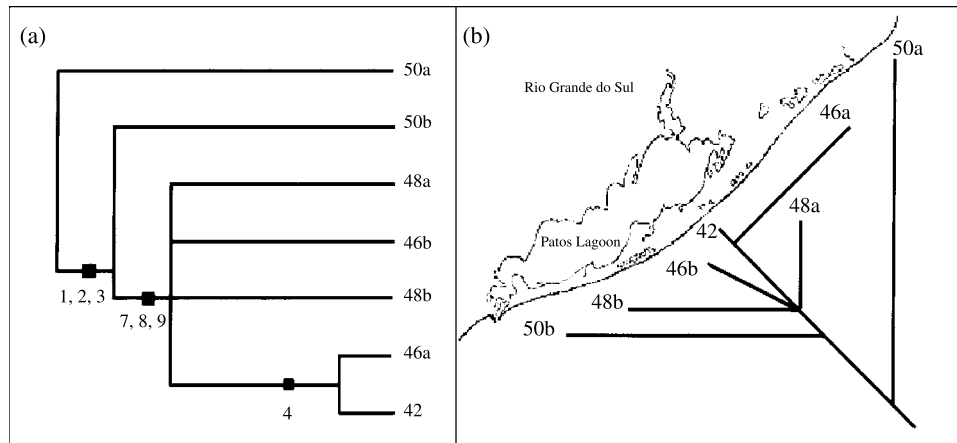 (a)
50a
50b
48a
46b
48b
46a
42
1, 2, 3
7, 8, 9
4
(b)
50a
Rio Grande do Sul
46a
48a
42
Patos Lagoon
46b
48b
50b